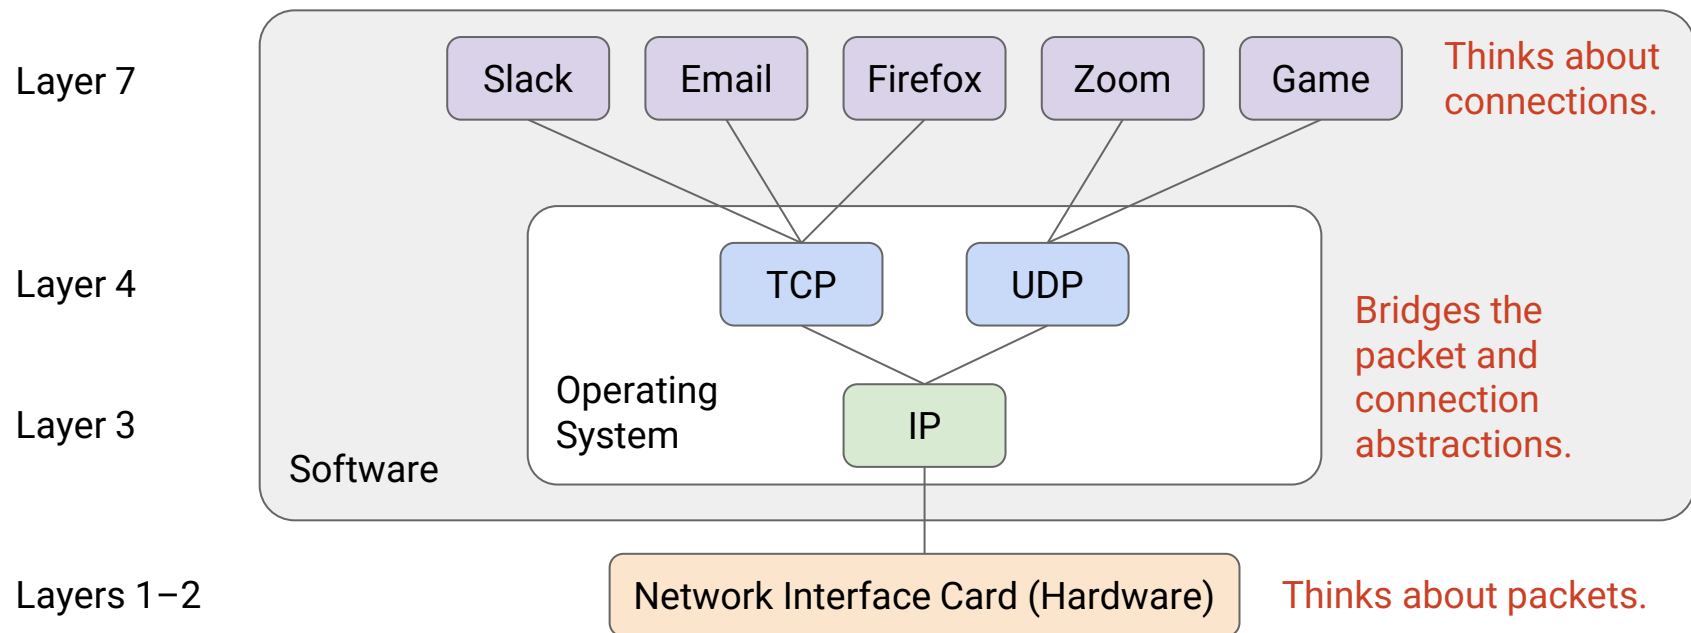 Layer 7
Slack
Email
Firefox
Zoom
Game
Thinks about
connections.
Layer 4
TCP
UDP
Bridges the
packet and
connection
abstractions.
Operating
System
Layer 3
IP
Software
Layers 1–2
Network Interface Card (Hardware)
Thinks about packets.